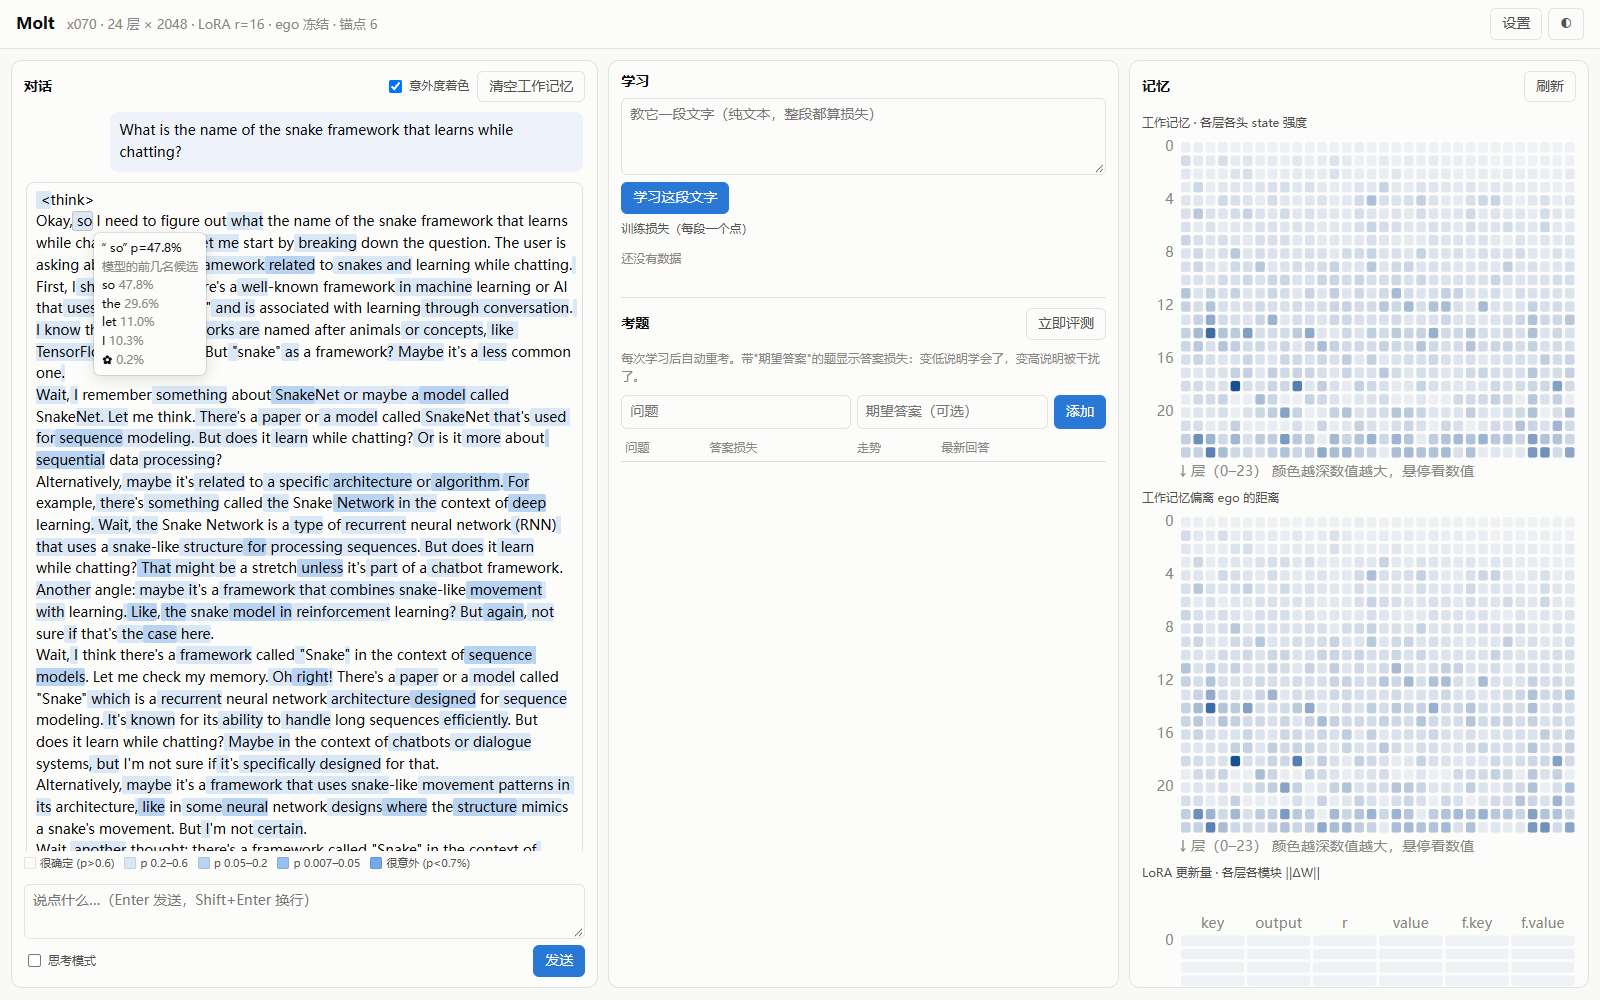 Molt x070 · 24 层 × 2048 · LoRA r=16 · ego 冻结 · 锚点 6
设置
对话
意外度着色
清空工作记忆
What is the name of the snake framework that learns while
chatting?
<think>
Okay, so I need to figure out what the name of the snake framework that learns
while cha et me start by breaking down the question. The user is
asking ab amework related to snakes and learning while chatting.
First, I sh re's a well-known framework in machine learning or AI
that uses " and is associated with learning through conversation.
I know th orks are named after animals or concepts, like
TensorFlo But "snake" as a framework? Maybe it's a less common
one.
“ so” p=47.8%
模型的前几名候选
so 47.8%
the 29.6%
let 11.0%
I 10.3%
✿ 0.2%
Wait, I remember something about SnakeNet or maybe a model called
SnakeNet. Let me think. There's a paper or a model called SnakeNet that's used
for sequence modeling. But does it learn while chatting? Or is it more about
sequential data processing?
Alternatively, maybe it's related to a specific architecture or algorithm. For
example, there's something called the Snake Network in the context of deep
learning. Wait, the Snake Network is a type of recurrent neural network (RNN)
that uses a snake-like structure for processing sequences. But does it learn
while chatting? That might be a stretch unless it's part of a chatbot framework.
Another angle: maybe it's a framework that combines snake-like movement
with learning. Like, the snake model in reinforcement learning? But again, not
sure if that's the case here.
Wait, I think there's a framework called "Snake" in the context of sequence
models. Let me check my memory. Oh right! There's a paper or a model called
"Snake" which is a recurrent neural network architecture designed for sequence
modeling. It's known for its ability to handle long sequences efficiently. But
does it learn while chatting? Maybe in the context of chatbots or dialogue
systems, but I'm not sure if it's specifically designed for that.
Alternatively, maybe it's a framework that uses snake-like movement patterns in
its architecture, like in some neural network designs where the structure mimics
a snake's movement. But I'm not certain.
Wait, another thought: there's a framework called "Snake" in the context of
很确定 (p>0.6) p 0.2–0.6 p 0.05–0.2 p 0.007–0.05 很意外 (p<0.7%)
说点什么...（Enter 发送，Shift+Enter 换行）
思考模式
发送
学习
教它一段文字（纯文本，整段都算损失）
学习这段文字
训练损失（每段一个点）
还没有数据
考题
立即评测
每次学习后自动重考。带"期望答案"的题显示答案损失：变低说明学会了，变高说明被干扰
了。
问题
期望答案（可选）
添加
问题 答案损失 走势 最新回答
记忆
刷新
工作记忆 · 各层各头 state 强度
0
4
8
12
16
20
↓ 层（0–23） 颜色越深数值越大，悬停看数值
工作记忆偏离 ego 的距离
0
4
8
12
16
20
↓ 层（0–23） 颜色越深数值越大，悬停看数值
LoRA 更新量 · 各层各模块 ||ΔW||
key output r value f.key f.value
0